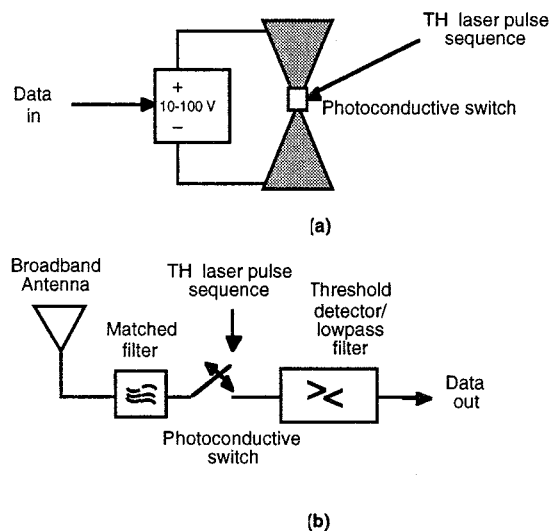 TH laser pulse
sequence
Data
in
+
10-100 V
−
Photoconductive switch
(a)
Broadband
Antenna
TH laser pulse
sequence
Threshold
detector/
lowpass
filter
Matched
filter
> <
Data
out
Photoconductive
switch
(b)